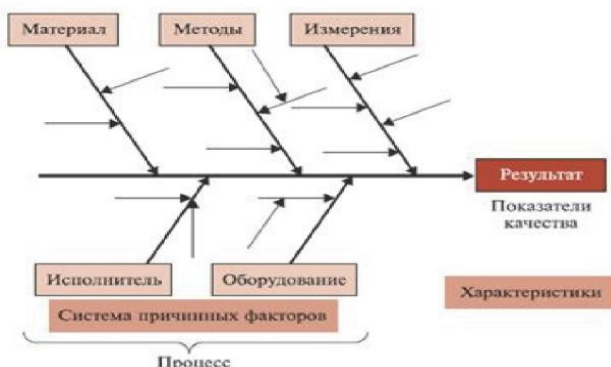 Материал
Методы
Измерения
Результат
Показатели
качества
Исполнитель
Оборудование
Характеристики
Система причинных факторов
Процесс